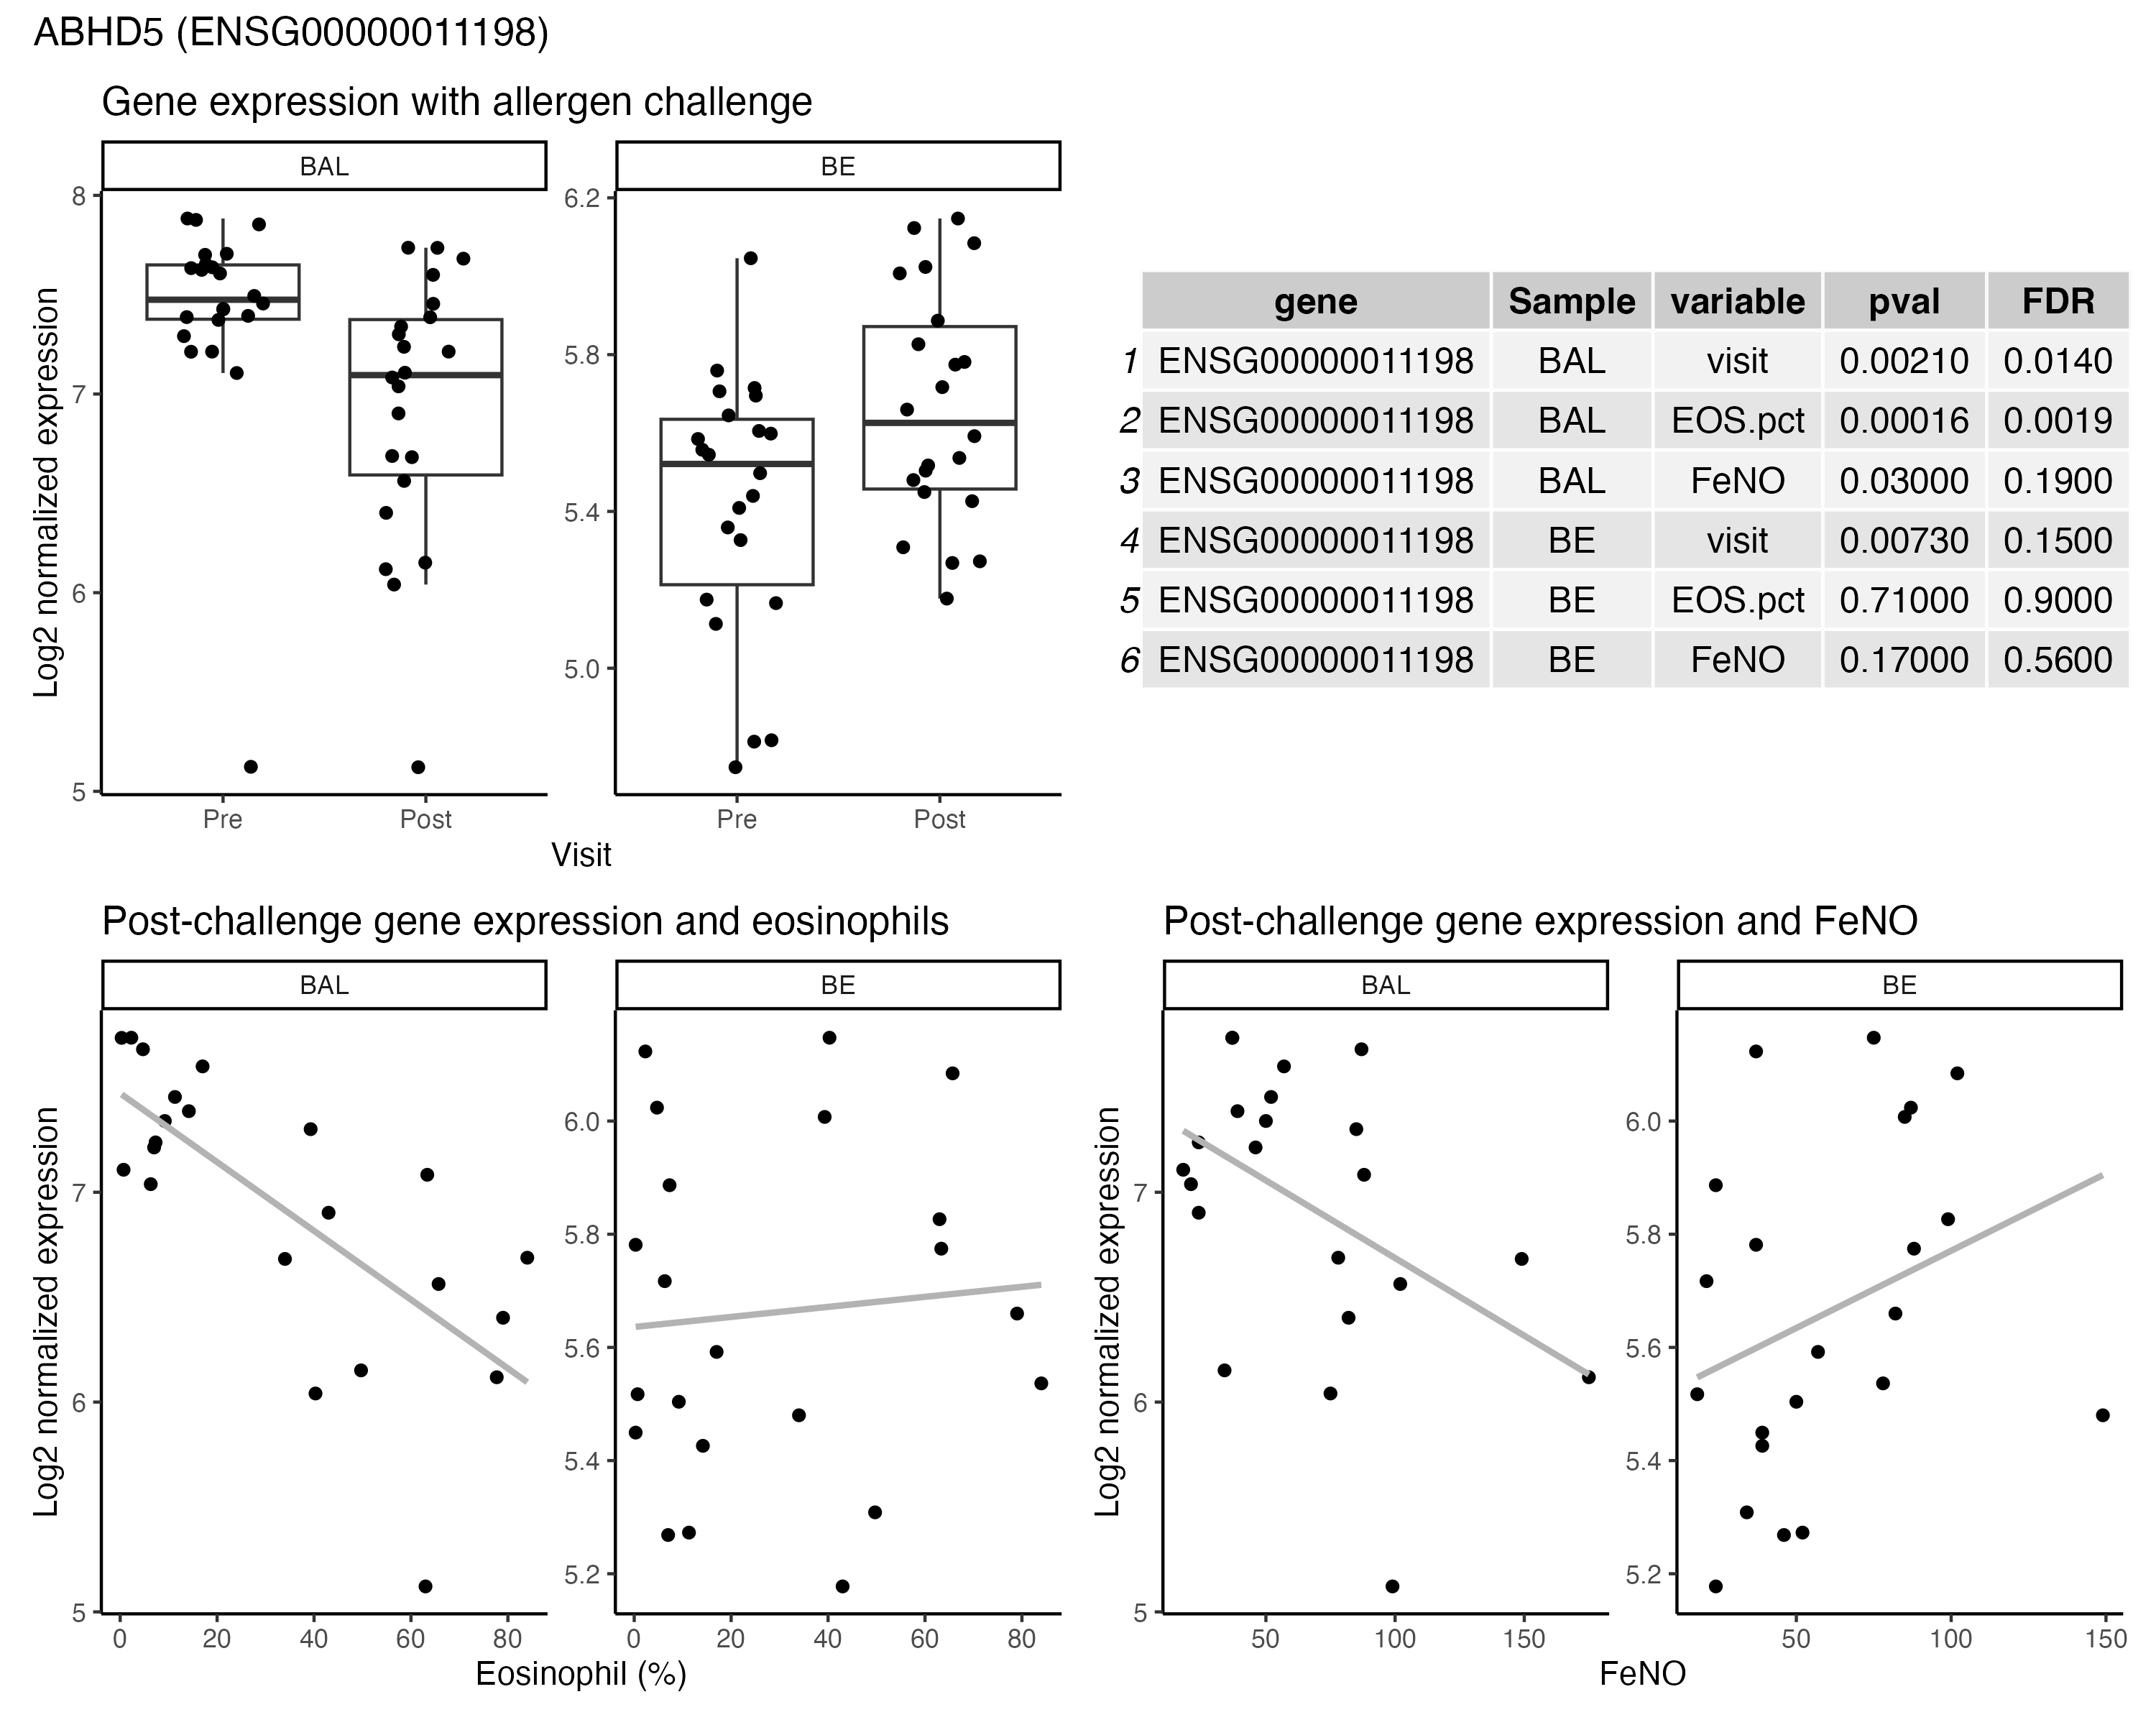 ABHD5 (ENSG00000011198)
Gene expression with allergen challenge
BAL
BE
Log2 normalized expression
8
7
6
5
6.2
5.8
5.4
5.0
Pre
Post
Pre
Post
Visit
gene Sample variable pval FDR
1 ENSG00000011198 BAL visit 0.00210 0.0140
2 ENSG00000011198 BAL EOS.pct 0.00016 0.0019
3 ENSG00000011198 BAL FeNO 0.03000 0.1900
4 ENSG00000011198 BE visit 0.00730 0.1500
5 ENSG00000011198 BE EOS.pct 0.71000 0.9000
6 ENSG00000011198 BE FeNO 0.17000 0.5600
Post-challenge gene expression and eosinophils
BAL
BE
Log2 normalized expression
7
6
5
6.0
5.8
5.6
5.4
5.2
0 20 40 60 80
0 20 40 60 80
Eosinophil (%)
Post-challenge gene expression and FeNO
BAL
BE
Log2 normalized expression
7
6
5
6.0
5.8
5.6
5.4
5.2
50 100 150
50 100 150
FeNO